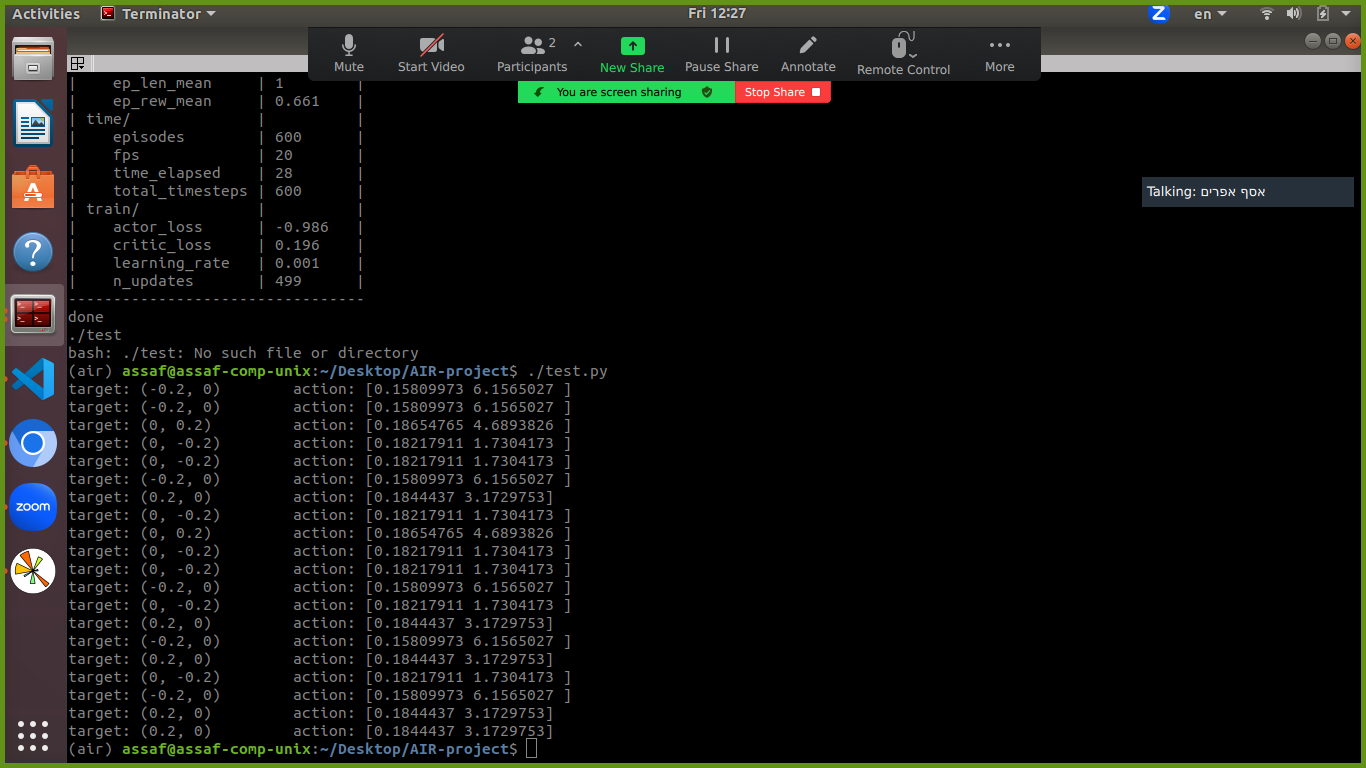 Activities Terminator Fri 12:27 Z en
Mute Start Video Participants 2 New Share Pause Share Annotate Remote Control More
You are screen sharing Stop Share
Talking: אסף אפרים
| ep_len_mean | 1 |
| ep_rew_mean | 0.661 |
| time/ | |
| episodes | 600 |
| fps | 20 |
| time_elapsed | 28 |
| total_timesteps | 600 |
| train/ | |
| actor_loss | -0.986 |
| critic_loss | 0.196 |
| learning_rate | 0.001 |
| n_updates | 499 |
---------------------------------
done
./test
bash: ./test: No such file or directory
(air) assaf@assaf-comp-unix:~/Desktop/AIR-project$ ./test.py
target: (-0.2, 0) action: [0.15809973 6.1565027 ]
target: (-0.2, 0) action: [0.15809973 6.1565027 ]
target: (0, 0.2) action: [0.18654765 4.6893826 ]
target: (0, -0.2) action: [0.18217911 1.7304173 ]
target: (0, -0.2) action: [0.18217911 1.7304173 ]
target: (-0.2, 0) action: [0.15809973 6.1565027 ]
target: (0.2, 0) action: [0.1844437 3.1729753]
target: (0, -0.2) action: [0.18217911 1.7304173 ]
target: (0, 0.2) action: [0.18654765 4.6893826 ]
target: (0, -0.2) action: [0.18217911 1.7304173 ]
target: (0, -0.2) action: [0.18217911 1.7304173 ]
target: (-0.2, 0) action: [0.15809973 6.1565027 ]
target: (0, -0.2) action: [0.18217911 1.7304173 ]
target: (0.2, 0) action: [0.1844437 3.1729753]
target: (-0.2, 0) action: [0.15809973 6.1565027 ]
target: (0.2, 0) action: [0.1844437 3.1729753]
target: (0, -0.2) action: [0.18217911 1.7304173 ]
target: (-0.2, 0) action: [0.15809973 6.1565027 ]
target: (0.2, 0) action: [0.1844437 3.1729753]
target: (0.2, 0) action: [0.1844437 3.1729753]
(air) assaf@assaf-comp-unix:~/Desktop/AIR-project$
zoom